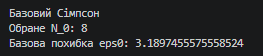 Базовий Сімпсон
Обране N_0: 8
Базова похибка eps0: 3.1897455575558524